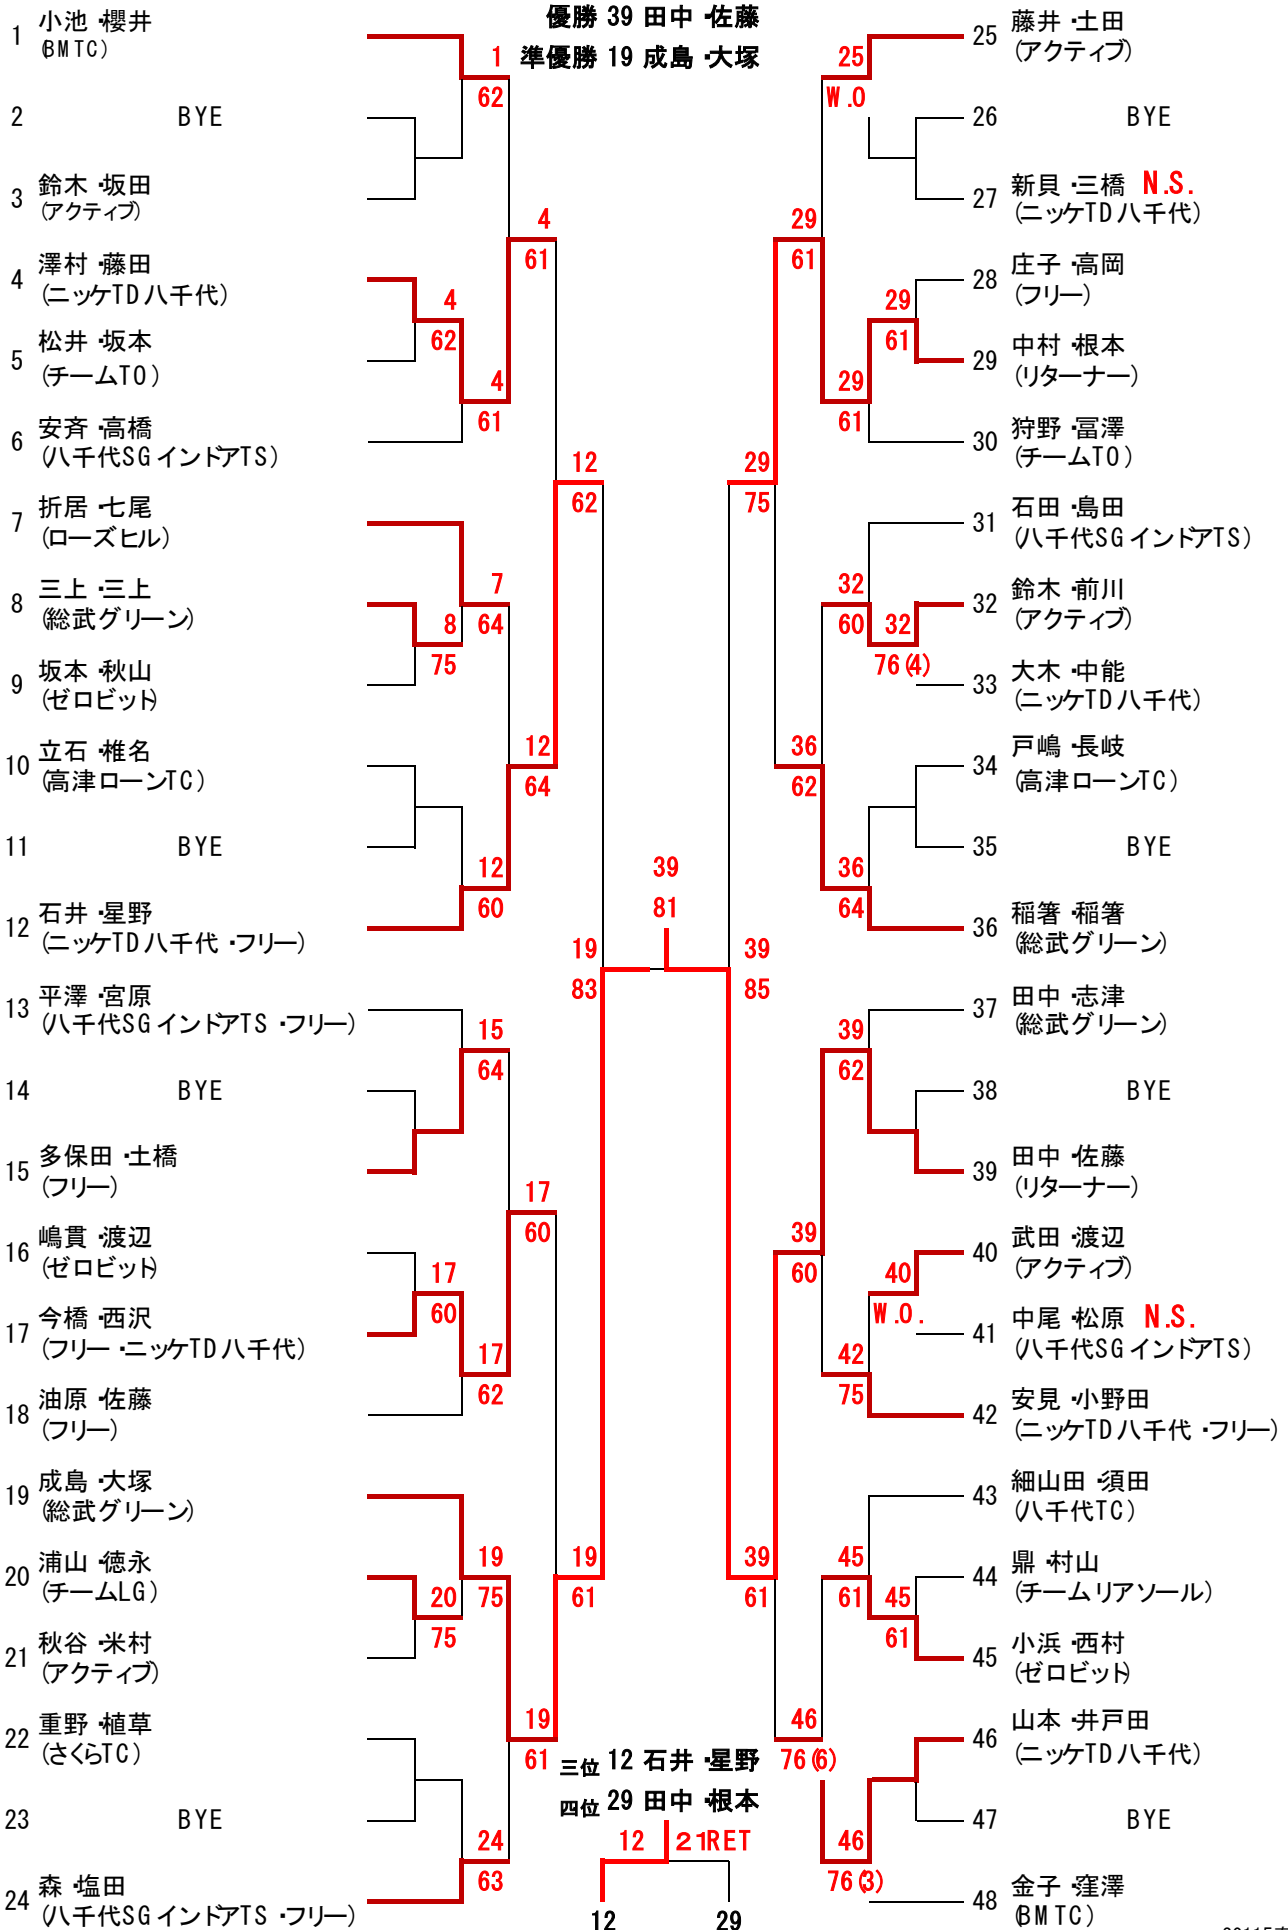 優勝 39 田中・佐藤
準優勝 19 成島・大塚
1 小池・櫻井
(BMTC)
2 BYE
3 鈴木・坂田
(アクティブ)
4 澤村・藤田
(ニッケTD八千代)
5 松井・坂本
(チームTO)
6 安斉・高橋
(八千代SGインドアTS)
7 折居・七尾
(ローズヒル)
8 三上・三上
(総武グリーン)
9 坂本・秋山
(ゼロビット)
10 立石・椎名
(高津ローンTC)
11 BYE
12 石井・星野
(ニッケTD八千代・フリー)
13 平澤・宮原
(八千代SGインドアTS・フリー)
14 BYE
15 多保田・土橋
(フリー)
16 嶋貫・渡辺
(ゼロビット)
17 今橋・西沢
(フリー・ニッケTD八千代)
18 油原・佐藤
(フリー)
19 成島・大塚
(総武グリーン)
20 浦山・徳永
(チームLG)
21 秋谷・米村
(アクティブ)
22 重野・植草
(さくらTC)
23 BYE
24 森・塩田
(八千代SGインドアTS・フリー)
4
62
8
75
17
60
20
75
1
62
4
61
7
64
12
60
15
64
17
62
19
75
24
63
4
61
12
64
17
60
19
61
12
62
19
61
19
83
39
81
39
85
29
75
39
61
29
61
36
62
39
60
46
76(6)
25
W.O
29
61
32
60
36
64
39
62
42
75
45
61
46
76(3)
29
61
32
76(4)
40
W.O.
45
61
25 藤井・土田
(アクティブ)
26 BYE
27 新貝・三橋 N.S.
(ニッケTD八千代)
28 庄子・高岡
(フリー)
29 中村・根本
(リターナー)
30 狩野・冨澤
(チームTO)
31 石田・島田
(八千代SGインドアTS)
32 鈴木・前川
(アクティブ)
33 大木・中能
(ニッケTD八千代)
34 戸嶋・長岐
(高津ローンTC)
35 BYE
36 稲箸・稲箸
(総武グリーン)
37 田中・志津
(総武グリーン)
38 BYE
39 田中・佐藤
(リターナー)
40 武田・渡辺
(アクティブ)
41 中尾・松原 N.S.
(八千代SGインドアTS)
42 安見・小野田
(ニッケTD八千代・フリー)
43 細山田・須田
(八千代TC)
44 鼎・村山
(チームリアソール)
45 小浜・西村
(ゼロビット)
46 山本・井戸田
(ニッケTD八千代)
47 BYE
48 金子・窪澤
(BMTC)
三位 12 石井・星野
四位 29 田中・根本
12 21RET
12 29